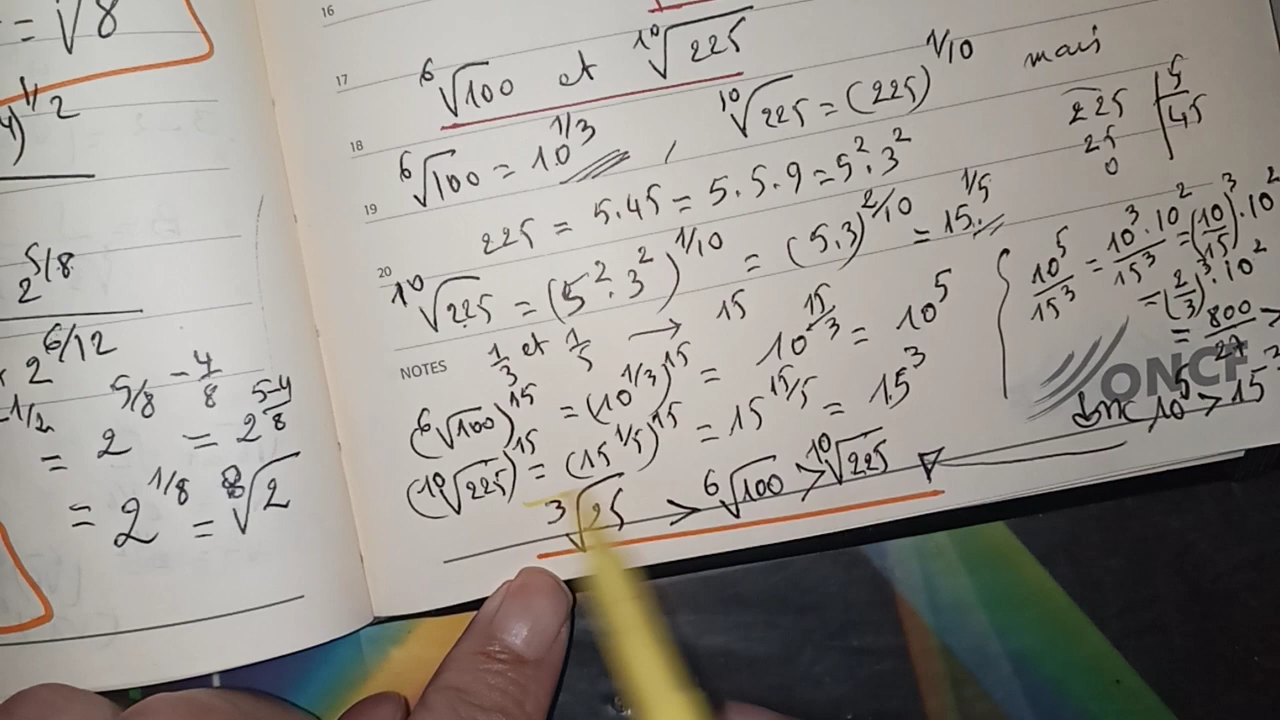 = √8
4)^1/2
2^5/8
2^6/12
-1/2
5/8 - 4/8
= 2 = 2^(5-4)/8
= 2^1/8 = ⁸√2
16
17
⁶√100 et ¹⁰√225
18
⁶√100 = 10^1/3 , ¹⁰√225 = (225)^1/10 mais
19
225 = 5.45 = 5.5.9 = 5².3²
225 | 5
25 | 45
0
20
¹⁰√225 = (5².3²)^1/10 = (5.3)^2/10 = 15^1/5
NOTES
1/3 et 1/5 → 15
(⁶√100)^15 = (10^1/3)^15 = 10^15/3 = 10^5
(¹⁰√225)^15 = (15^1/5)^15 = 15^15/5 = 15^3
10^5/15^3 = 10^3.10^2/15^3 = (10/15)^3.10^2
= (2/3)^3.10^2
= 800/27 >
ONCF
donc 10^5 > 15^3
³√25 > ⁶√100 > ¹⁰√225